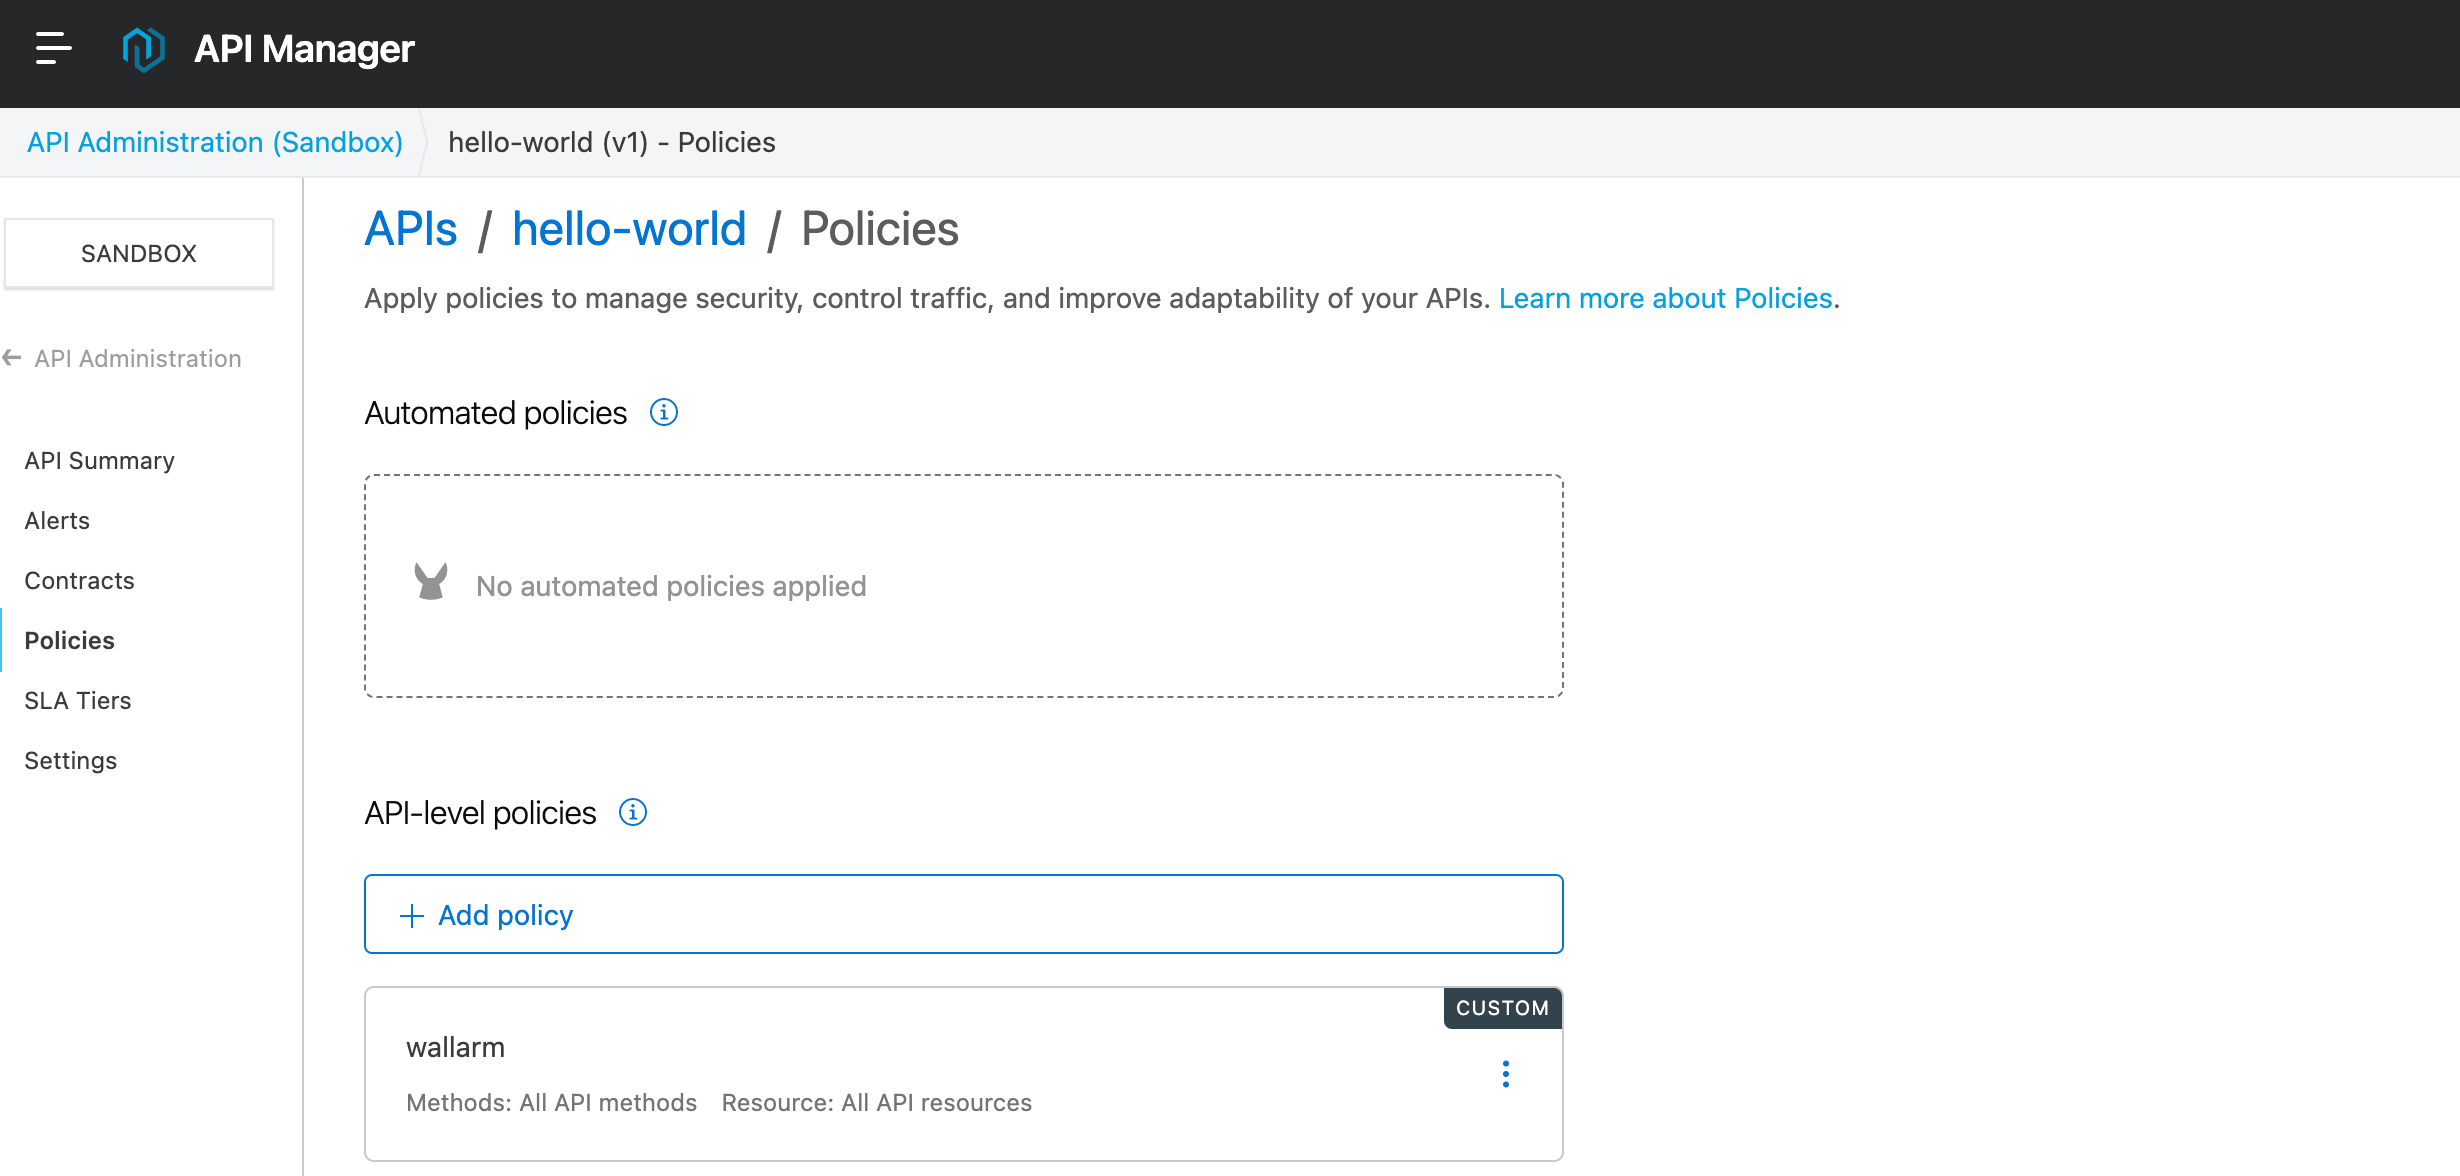 API Manager
API Administration (Sandbox) hello-world (v1) - Policies
SANDBOX
API Administration
API Summary
Alerts
Contracts
Policies
SLA Tiers
Settings
APIs / hello-world / Policies
Apply policies to manage security, control traffic, and improve adaptability of your APIs. Learn more about Policies.
Automated policies
No automated policies applied
API-level policies
Add policy
CUSTOM
wallarm
Methods: All API methods Resource: All API resources